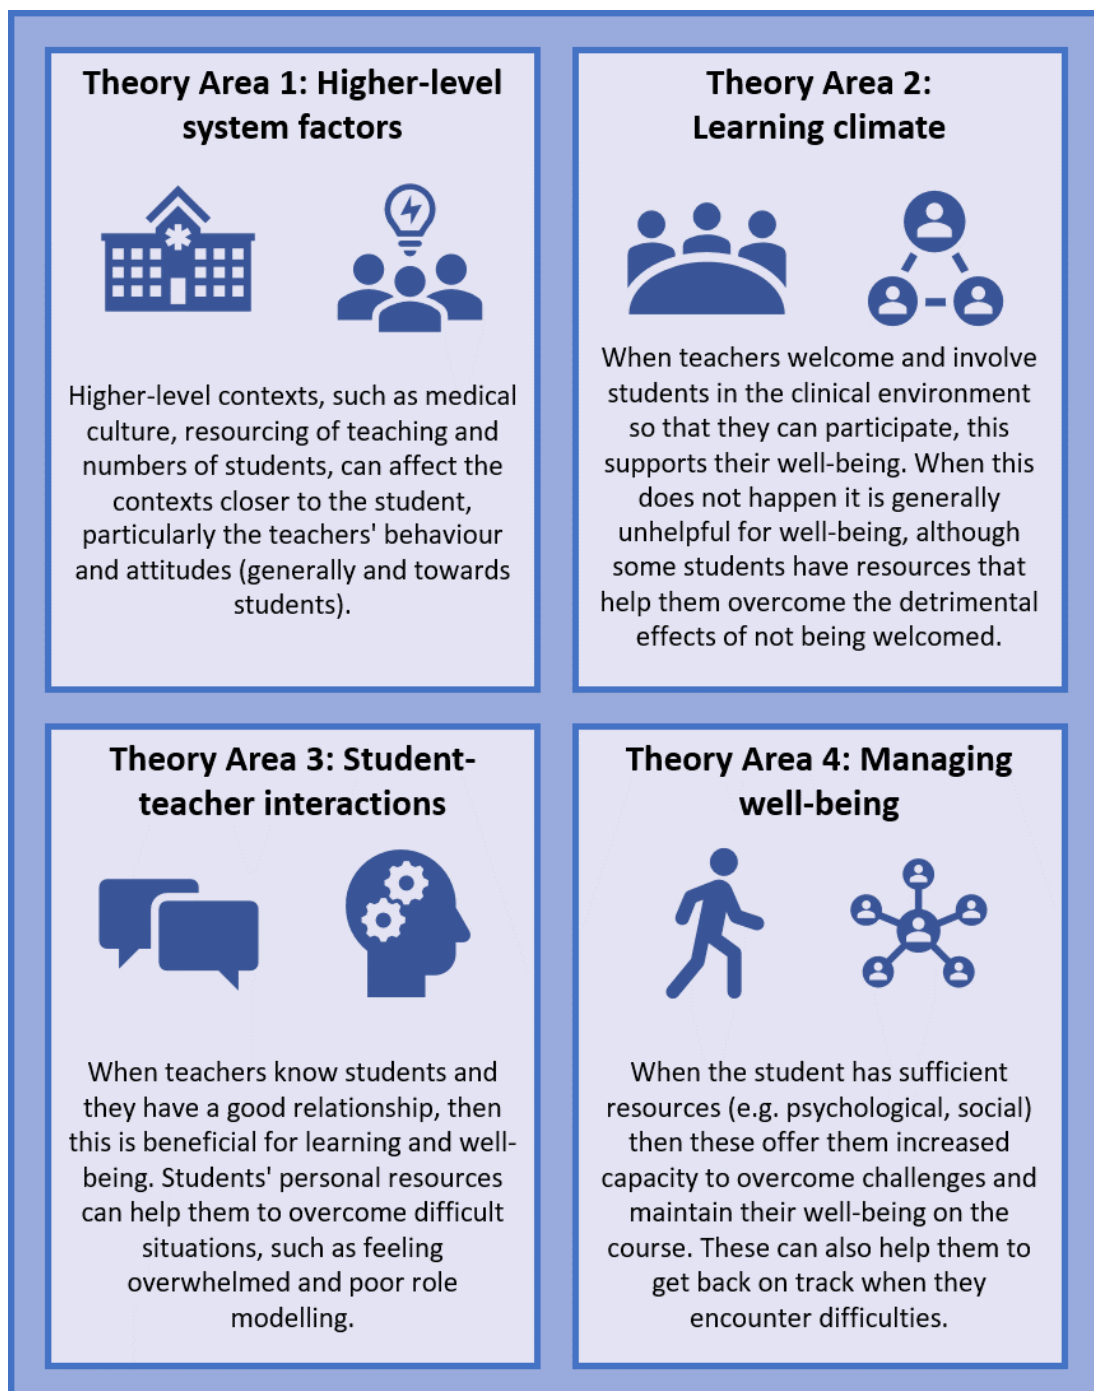 Theory Area 1: Higher-level
system factors
Higher-level contexts, such as medical
culture, resourcing of teaching and
numbers of students, can affect the
contexts closer to the student,
particularly the teachers' behaviour
and attitudes (generally and towards
students).
Theory Area 2:
Learning climate
When teachers welcome and involve
students in the clinical environment
so that they can participate, this
supports their well-being. When this
does not happen it is generally
unhelpful for well-being, although
some students have resources that
help them overcome the detrimental
effects of not being welcomed.
Theory Area 3: Student-
teacher interactions
When teachers know students and
they have a good relationship, then
this is beneficial for learning and well-
being. Students' personal resources
can help them to overcome difficult
situations, such as feeling
overwhelmed and poor role
modelling.
Theory Area 4: Managing
well-being
When the student has sufficient
resources (e.g. psychological, social)
then these offer them increased
capacity to overcome challenges and
maintain their well-being on the
course. These can also help them to
get back on track when they
encounter difficulties.